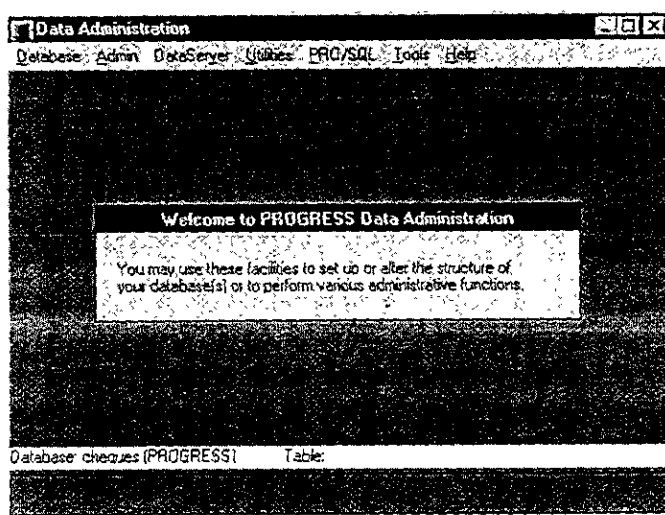 Data Administration
Database Admin DataServer Utilities PRO/SQL Tools Help
Welcome to PROGRESS Data Administration
You may use these facilities to set up or alter the structure of
your database(s) or to perform various administrative functions.
Database: cheques (PROGRESS) Table: